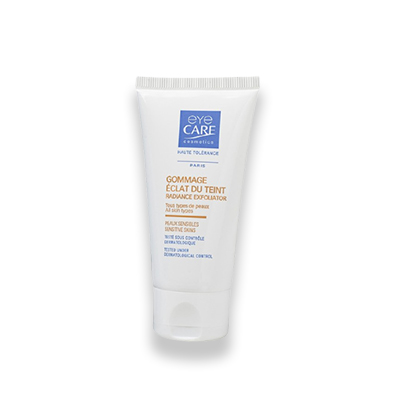 eye
CARE
cosmetics
HAUTE TOLÉRANCE
PARIS
GOMMAGE
ÉCLAT DU TEINT
RADIANCE EXFOLIATOR
Tous types de peaux
All skin types
PEAUX SENSIBLES
SENSITIVE SKINS
TESTÉ SOUS CONTRÔLE
DERMATOLOGIQUE
TESTED UNDER
DERMATOLOGICAL CONTROL